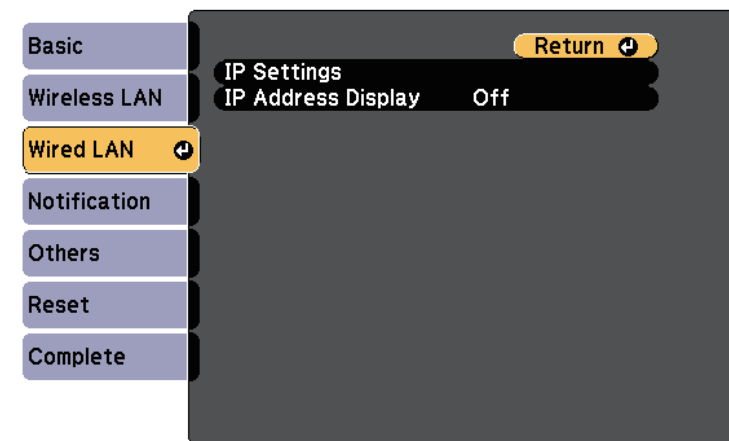 Basic
Wireless LAN
Wired LAN
Notification
Others
Reset
Complete
Return
IP Settings
IP Address Display Off